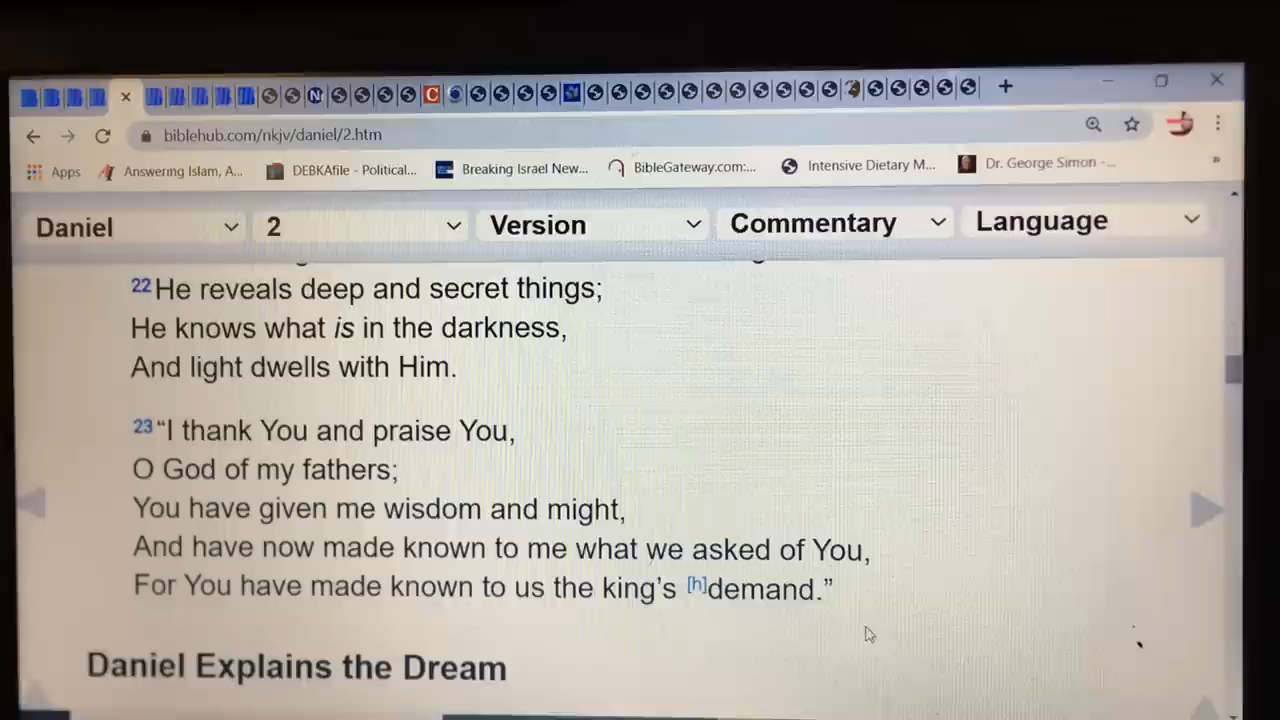 biblehub.com/nkjv/daniel/2.htm
Apps Answering Islam, A... DEBKAfile - Political... Breaking Israel New... BibleGateway.com:... Intensive Dietary M... Dr. George Simon -... »
Daniel 2 Version Commentary Language
22 He reveals deep and secret things;
He knows what is in the darkness,
And light dwells with Him.
23 “I thank You and praise You,
O God of my fathers;
You have given me wisdom and might,
And have now made known to me what we asked of You,
For You have made known to us the king’s [h]demand.”
Daniel Explains the Dream